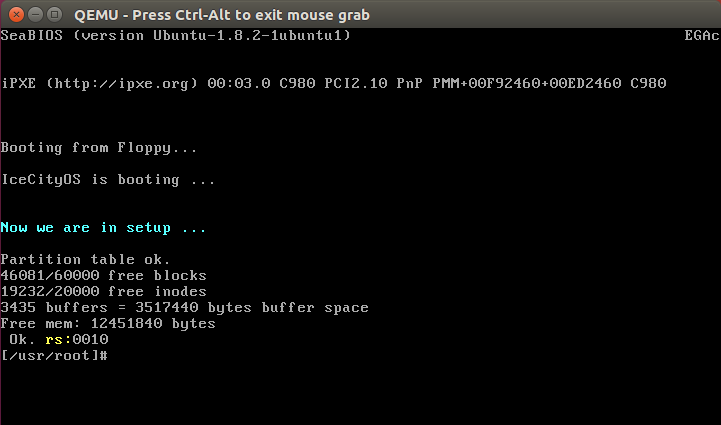 QEMU - Press Ctrl-Alt to exit mouse grab
SeaBIOS (version Ubuntu-1.8.2-1ubuntu1) EGAc
iPXE (http://ipxe.org) 00:03.0 C980 PCI2.10 PnP PMM+00F92460+00ED2460 C980
Booting from Floppy...
IceCityOS is booting ...
Now we are in setup ...
Partition table ok.
46081/60000 free blocks
19232/20000 free inodes
3435 buffers = 3517440 bytes buffer space
Free mem: 12451840 bytes
Ok. rs:0010
[/usr/root]#